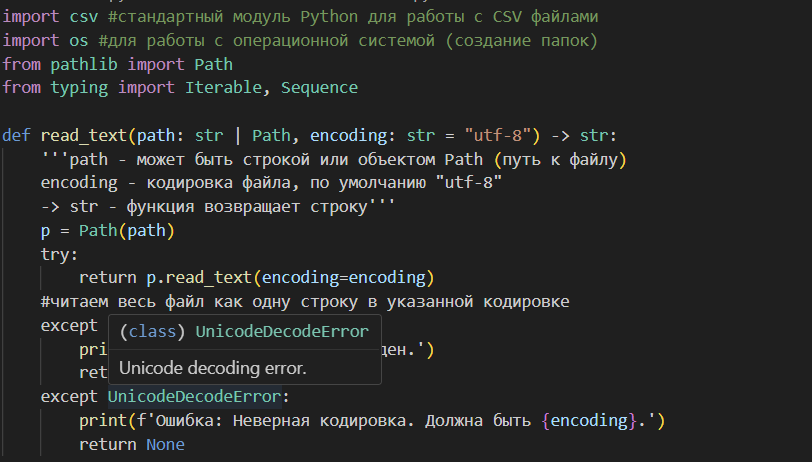 import csv #стандартный модуль Python для работы с CSV файлами
import os #для работы с операционной системой (создание папок)
from pathlib import Path
from typing import Iterable, Sequence
def read_text(path: str | Path, encoding: str = "utf-8") -> str:
'''path - может быть строкой или объектом Path (путь к файлу)
encoding - кодировка файла, по умолчанию "utf-8"
-> str - функция возвращает строку'''
p = Path(path)
try:
return p.read_text(encoding=encoding)
#читаем весь файл как одну строку в указанной кодировке
except
(class) UnicodeDecodeError
pri ден.')
Unicode decoding error.
ret
except UnicodeDecodeError:
print(f'Ошибка: Неверная кодировка. Должна быть {encoding}.')
return None